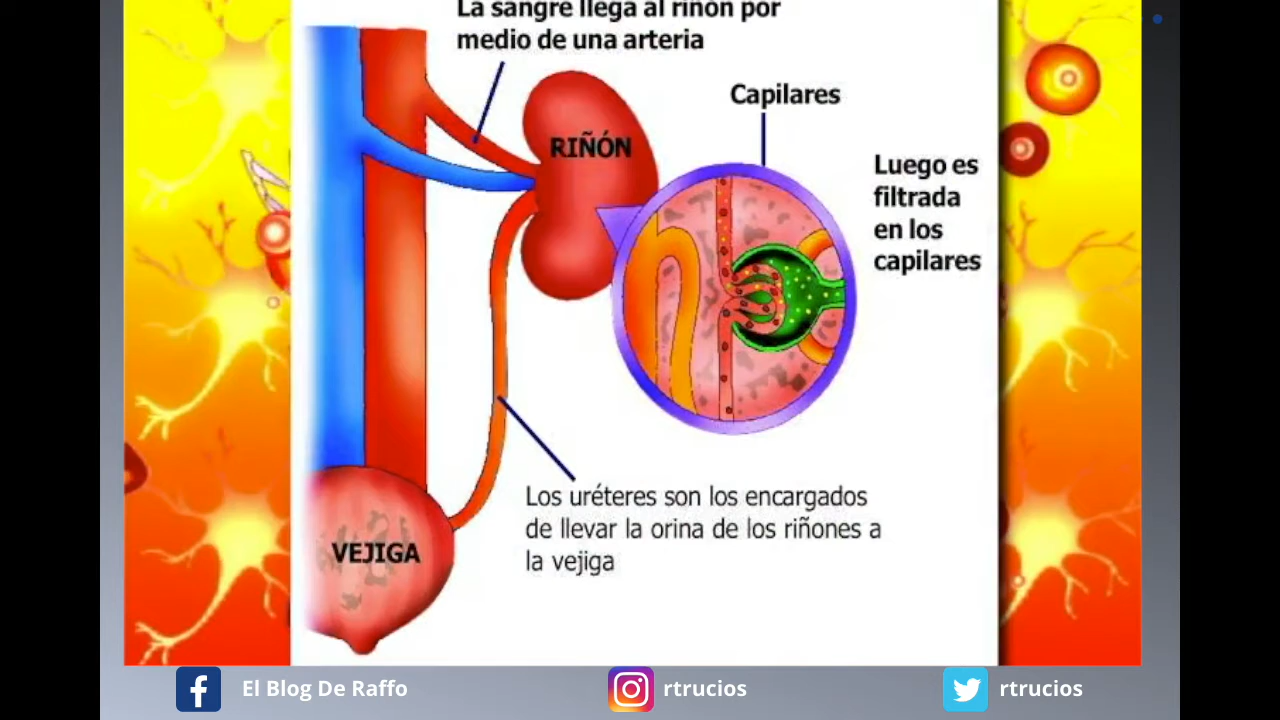 La sangre llega al riñón por
medio de una arteria
Capilares
RIÑÓN
Luego es
filtrada
en los
capilares
Los uréteres son los encargados
de llevar la orina de los riñones a
la vejiga
VEJIGA
El Blog De Raffo
rtrucios
rtrucios